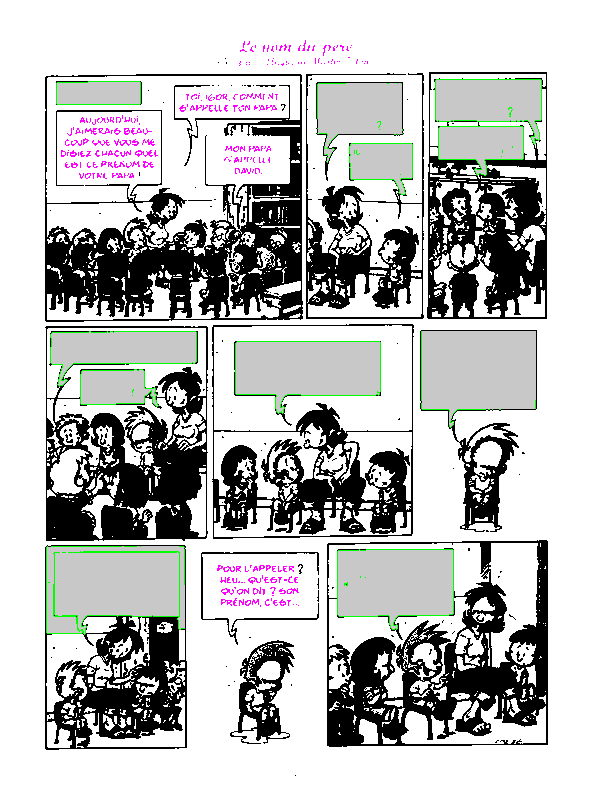 Le nom du père
TOI, IGOR, COMMENT
S'APPELLE TON PAPA ?
AUJOURD'HUI,
J'AIMERAIS BEAU-
COUP QUE VOUS ME
DISIEZ CHACUN QUEL
EST LE PRÉNOM DE
VOTRE PAPA !
MON PAPA
S'APPELLE
DAVID.
?
?
POUR L'APPELER ?
HEU... QU'EST-CE
QU'ON DIT ? SON
PRÉNOM, C'EST...